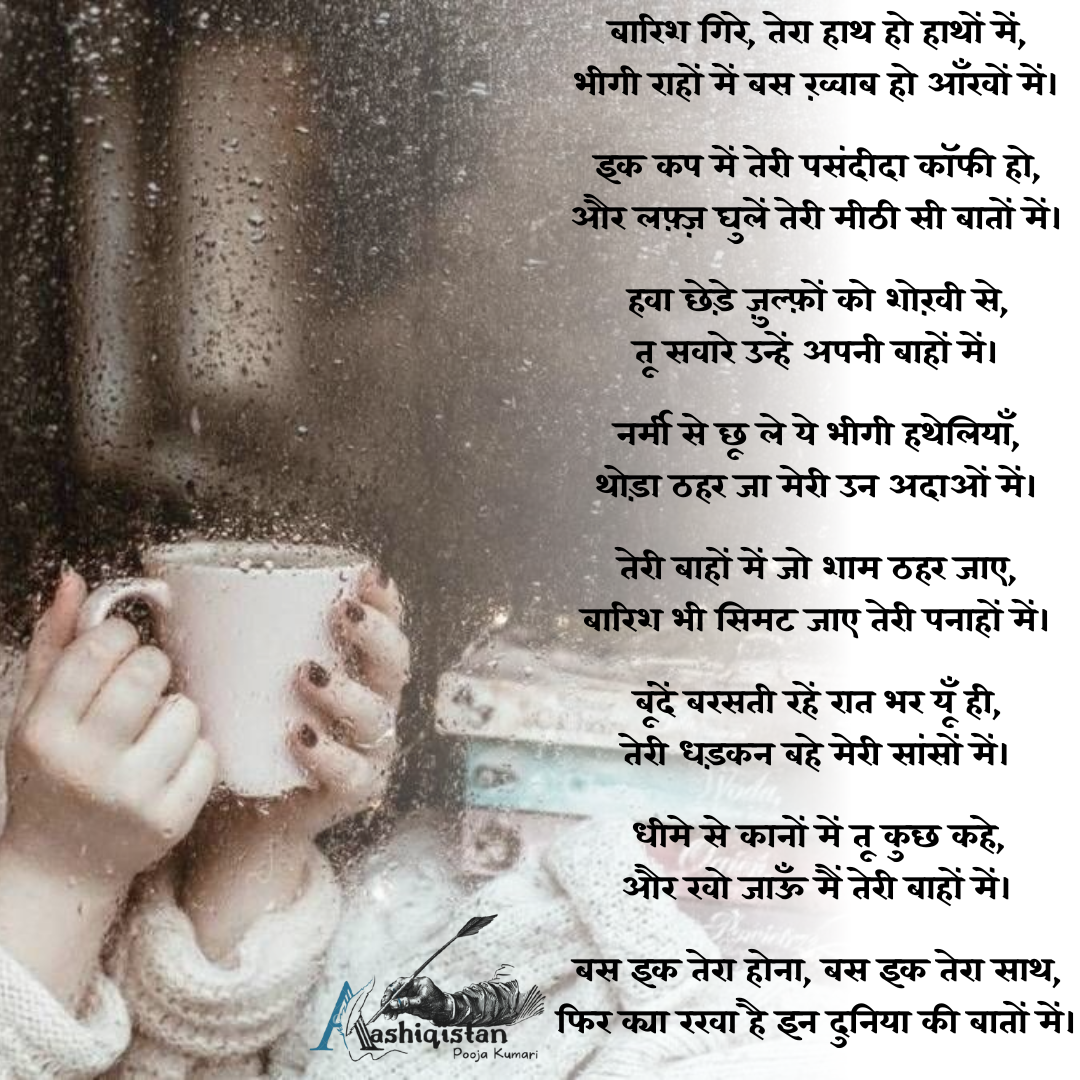 बारिश गिरे, तेरा हाथ हो हाथों में,
भीगी राहों में बस ख़्वाब हो आँखों में।
इक कप में तेरी पसंदीदा कॉफी हो,
और लफ़्ज़ घुलें तेरी मीठी सी बातों में।
हवा छेड़े ज़ुल्फ़ों को शोख़ी से,
तू सवारे उन्हें अपनी बाहों में।
नर्मी से छू ले ये भीगी हथेलियाँ,
थोड़ा ठहर जा मेरी उन अदाओं में।
तेरी बाहों में जो शाम ठहर जाए,
बारिश भी सिमट जाए तेरी पनाहों में।
बूंदें बरसती रहें रात भर यूँ ही,
तेरी धड़कन बहे मेरी सांसों में।
धीमे से कानों में तू कुछ कहे,
और खो जाऊँ मैं तेरी बाहों में।
बस इक तेरा होना, बस इक तेरा साथ,
फिर क्या रखा है इन दुनिया की बातों में।
Aashiqistan
Pooja Kumari